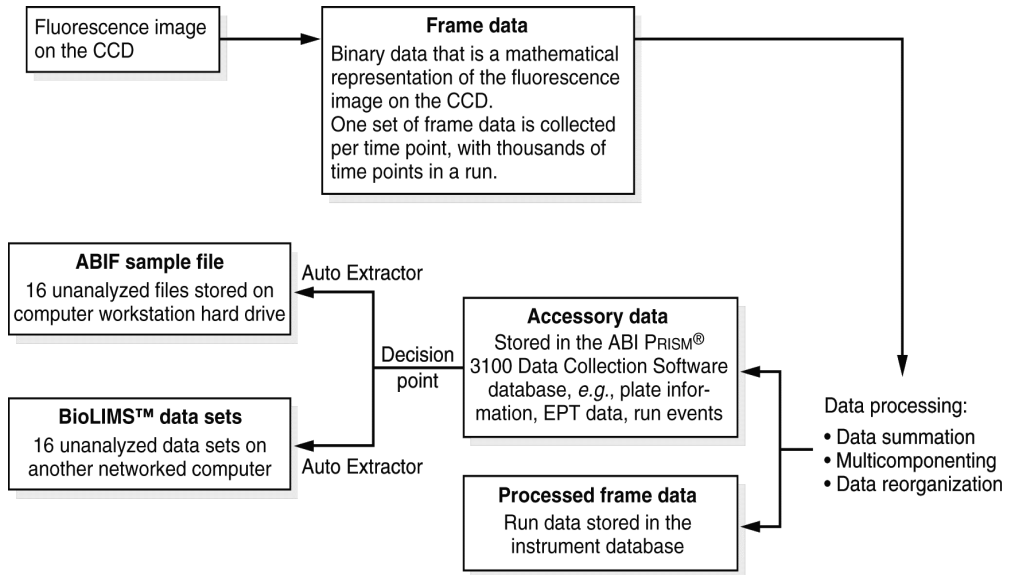 Fluorescence image
on the CCD
Frame data
Binary data that is a mathematical
representation of the fluorescence
image on the CCD.
One set of frame data is collected
per time point, with thousands of
time points in a run.
ABIF sample file
16 unanalyzed files stored on
computer workstation hard drive
Auto Extractor
Decision
point
BioLIMS™ data sets
16 unanalyzed data sets on
another networked computer
Auto Extractor
Accessory data
Stored in the ABI PRISM®
3100 Data Collection Software
database, e.g., plate infor-
mation, EPT data, run events
Processed frame data
Run data stored in the
instrument database
Data processing:
• Data summation
• Multicomponenting
• Data reorganization